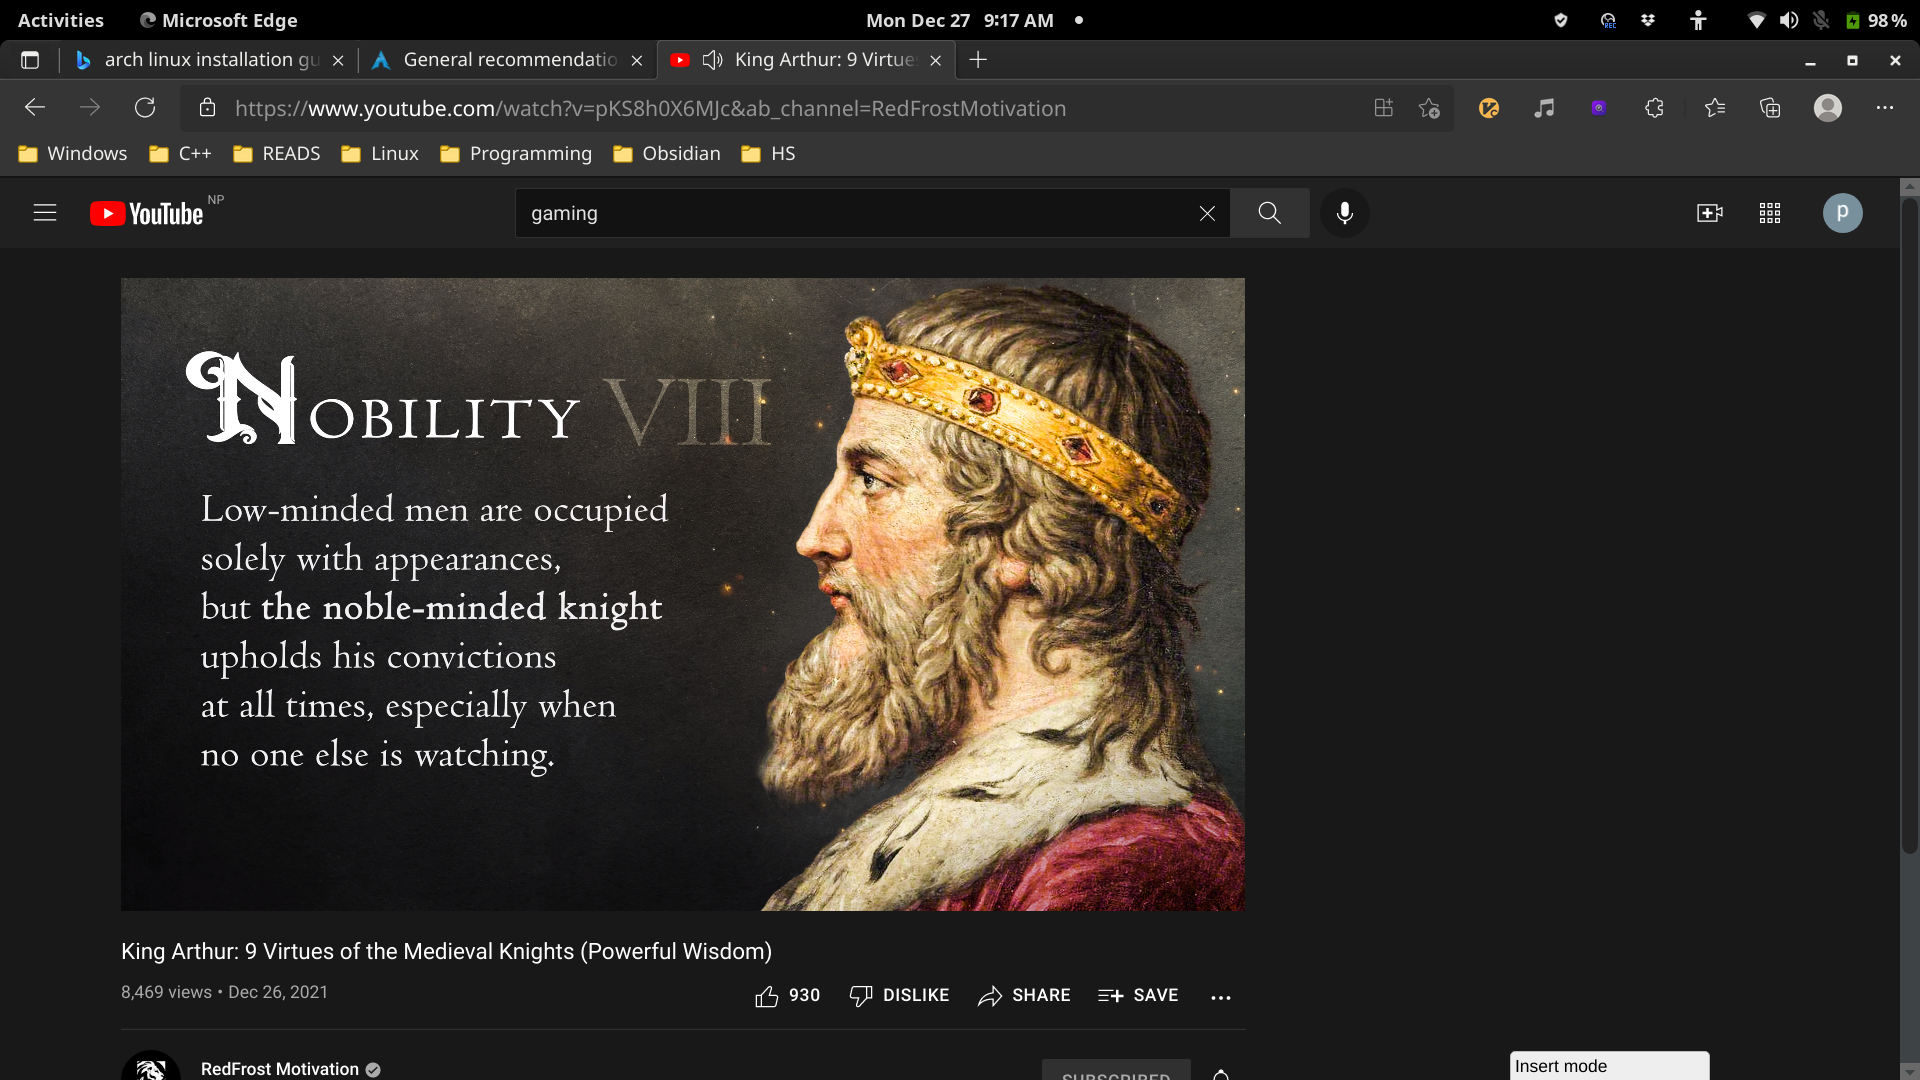 Activities Microsoft Edge Mon Dec 27 9:17 AM 98%
arch linux installation gu General recommendatio King Arthur: 9 Virtue
https://www.youtube.com/watch?v=pKS8h0X6MJc&ab_channel=RedFrostMotivation
Windows C++ READS Linux Programming Obsidian HS
YouTube NP gaming p
NOBILITY VIII
Low-minded men are occupied
solely with appearances,
but the noble-minded knight
upholds his convictions
at all times, especially when
no one else is watching.
King Arthur: 9 Virtues of the Medieval Knights (Powerful Wisdom)
8,469 views • Dec 26, 2021 930 DISLIKE SHARE SAVE
RedFrost Motivation SUBSCRIBED
Insert mode